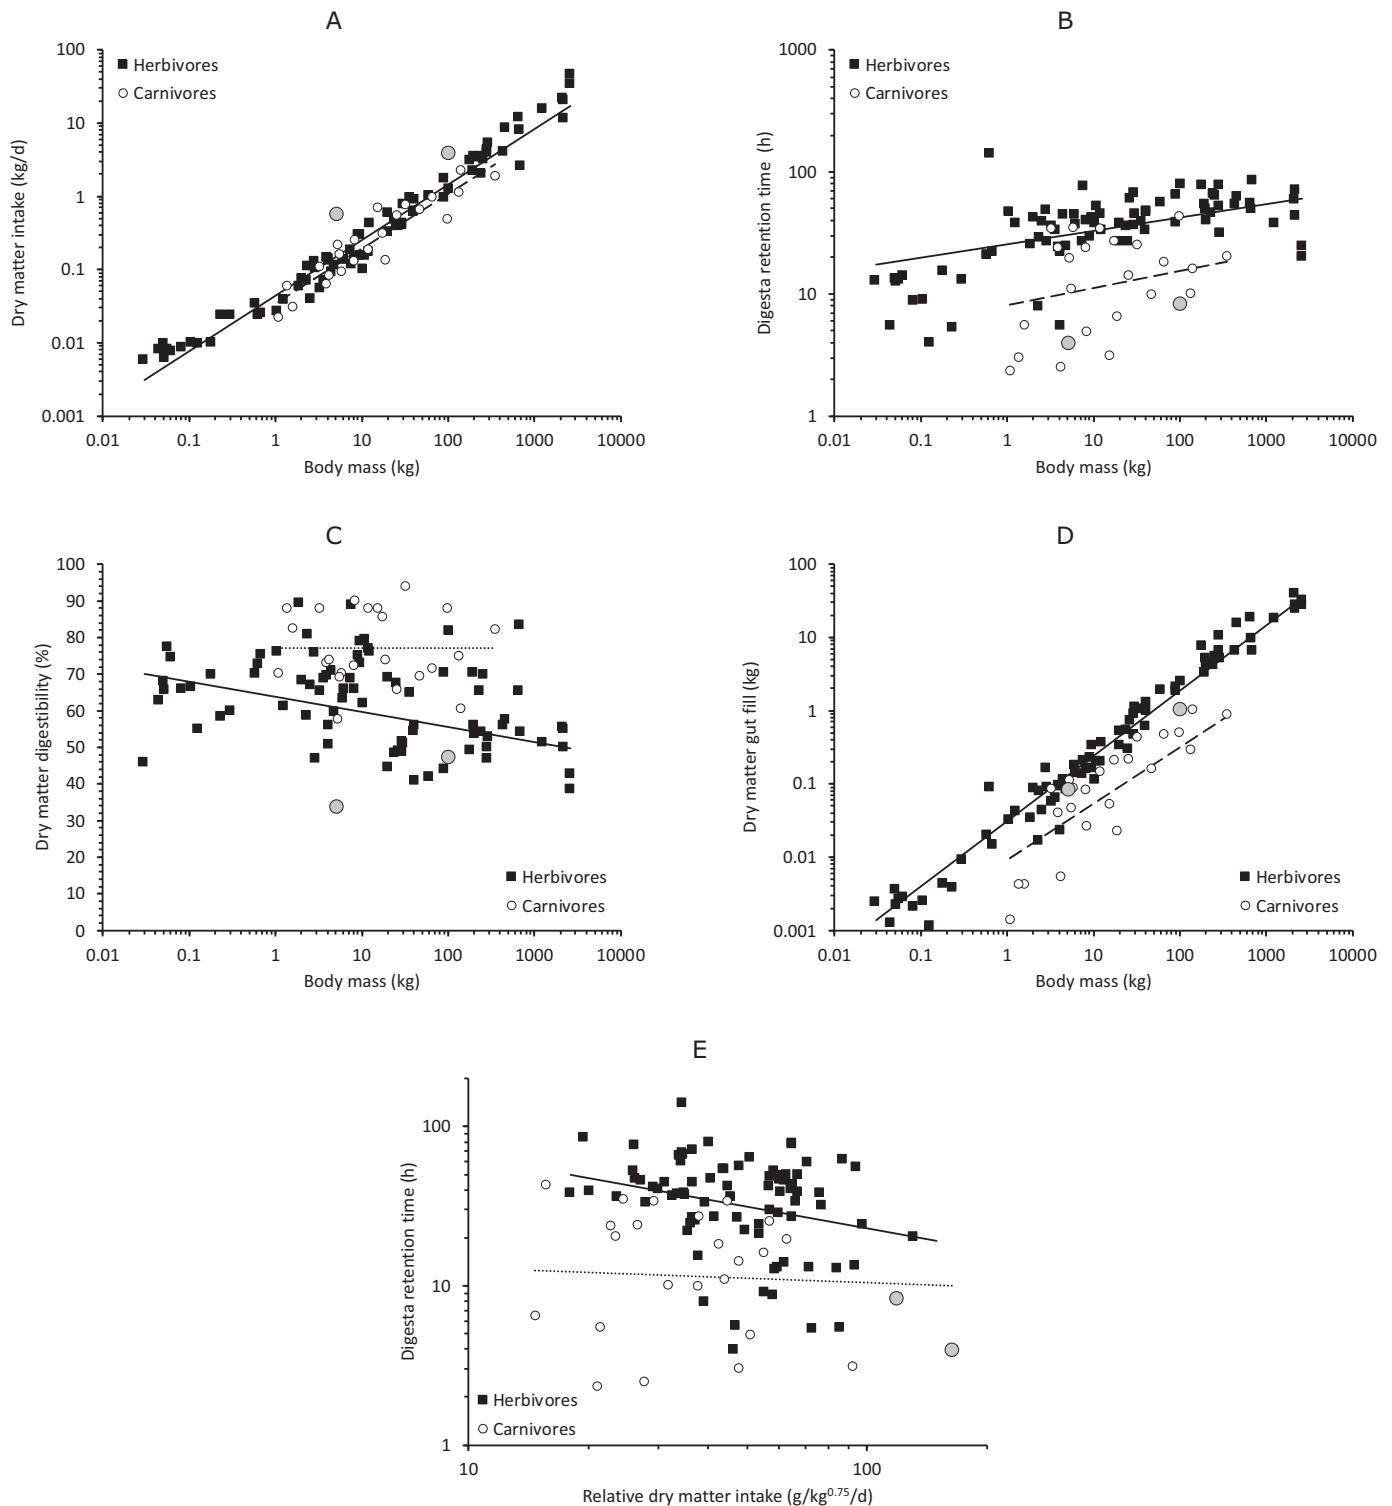 A
100
10
1
0.1
0.01
0.001
Dry matter intake (kg/d)
Herbivores
Carnivores
0.01 0.1 1 10 100 1000 10000
Body mass (kg)
B
1000
100
10
1
Digesta retention time (h)
Herbivores
Carnivores
0.01 0.1 1 10 100 1000 10000
Body mass (kg)
C
100
90
80
70
60
50
40
30
20
10
0
Dry matter digestibility (%)
Herbivores
Carnivores
0.01 0.1 1 10 100 1000 10000
Body mass (kg)
D
100
10
1
0.1
0.01
0.001
Dry matter gut fill (kg)
Herbivores
Carnivores
0.01 0.1 1 10 100 1000 10000
Body mass (kg)
E
100
10
1
Digesta retention time (h)
Herbivores
Carnivores
10 100
Relative dry matter intake (g/kg^0.75/d)